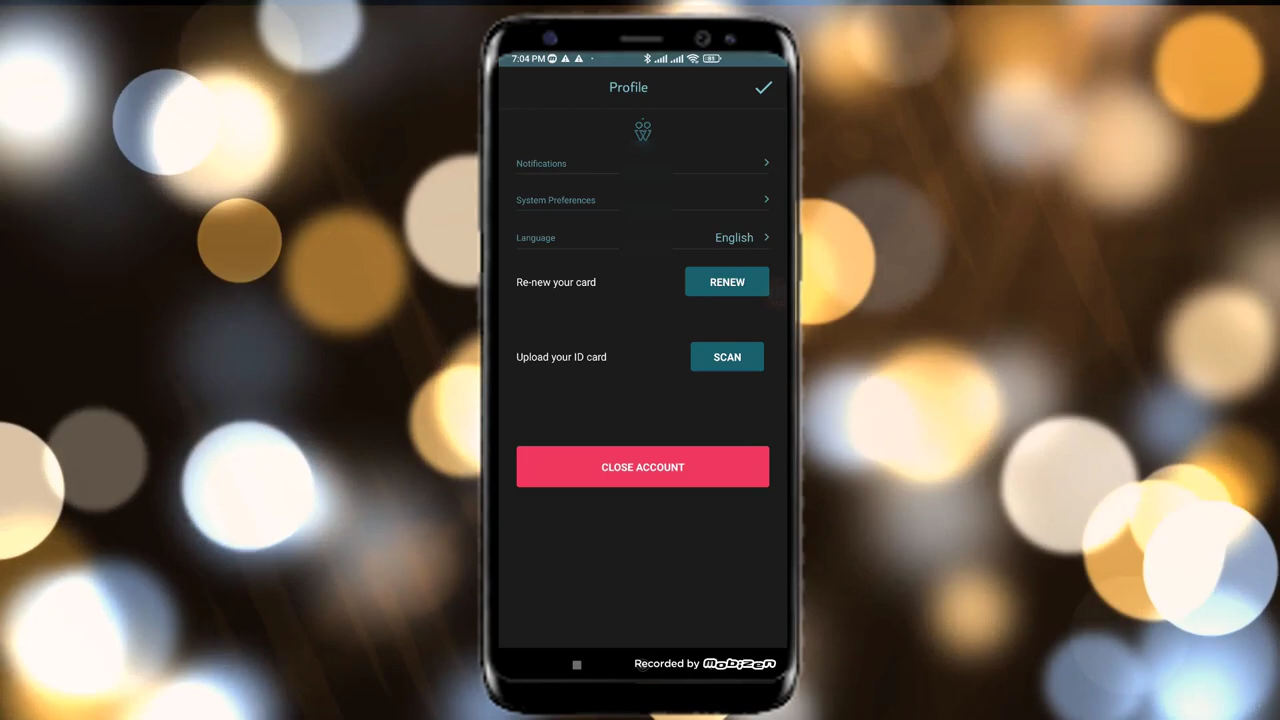 7:04 PM
85
Profile
Notifications
System Preferences
Language
English
Re-new your card
RENEW
Upload your ID card
SCAN
CLOSE ACCOUNT
Recorded by mobizen